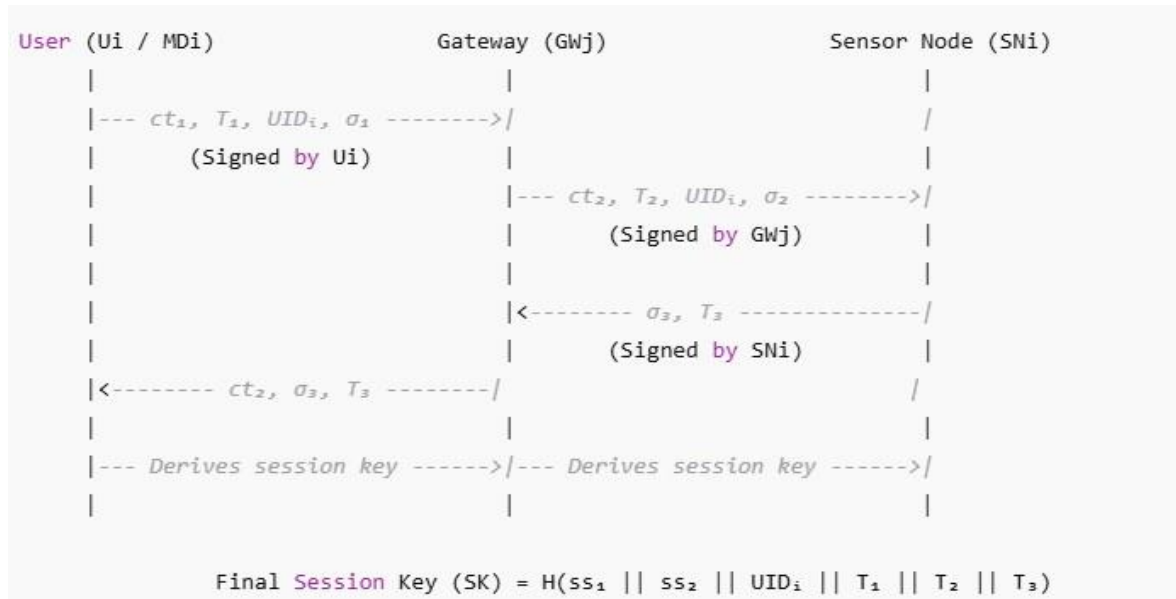 User (Ui / MDi) Gateway (GWj) Sensor Node (SNi)
|--- ct₁, T₁, UIDᵢ, σ₁ -------->|
(Signed by Ui)
|--- ct₂, T₂, UIDᵢ, σ₂ -------->|
(Signed by GWj)
|<-------- σ₃, T₃ --------------|
(Signed by SNi)
|<-------- ct₂, σ₃, T₃ --------|
|--- Derives session key ------>|--- Derives session key ------>|
Final Session Key (SK) = H(ss₁ || ss₂ || UIDᵢ || T₁ || T₂ || T₃)